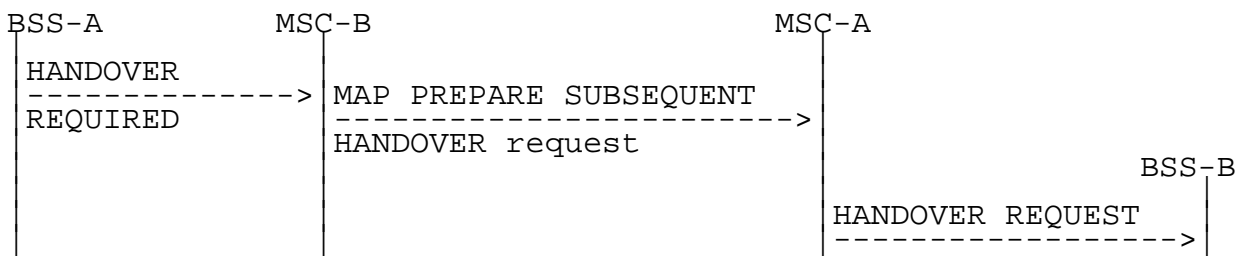 BSS-A MSC-B MSC-A
HANDOVER
REQUIRED
MAP PREPARE SUBSEQUENT
HANDOVER request
BSS-B
HANDOVER REQUEST